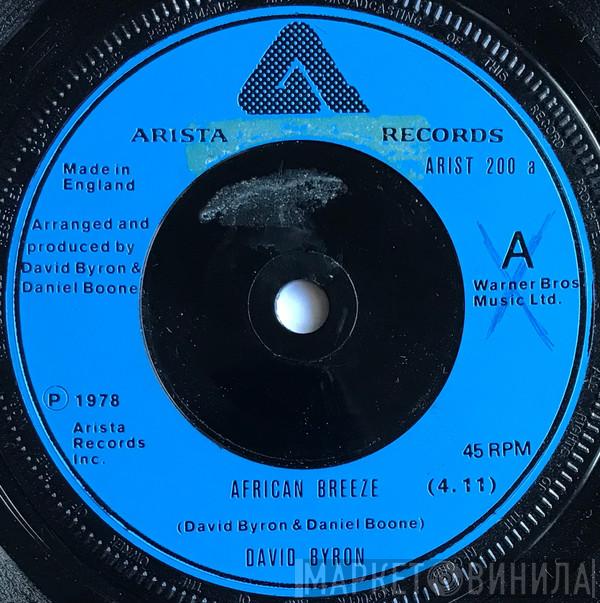 ARISTA RECORDS
ARIST 200 a
Made in
England
Arranged and
produced by
David Byron &
Daniel Boone
A
Warner Bros
Music Ltd.
Ⓟ 1978
Arista
Records
Inc.
45 RPM
AFRICAN BREEZE (4.11)
(David Byron & Daniel Boone)
DAVID BYRON
МАРКЕТ ВИНИЛА